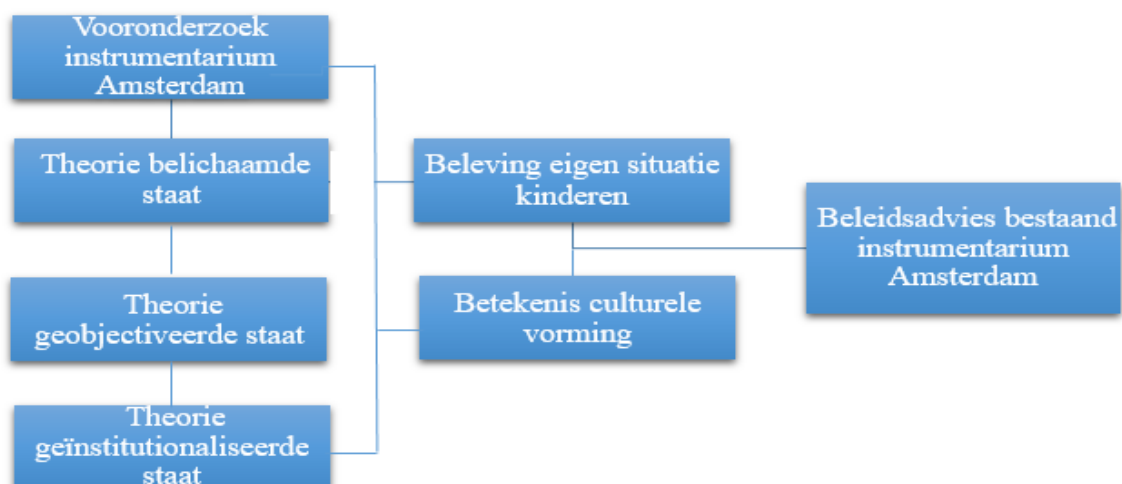 Vooronderzoek
instrumentarium
Amsterdam
Theorie belichaamde
staat
Theorie
geobjectiveerde staat
Theorie
geïnstitutionaliseerde
staat
Beleving eigen situatie
kinderen
Betekenis culturele
vorming
Beleidsadvies bestaand
instrumentarium
Amsterdam